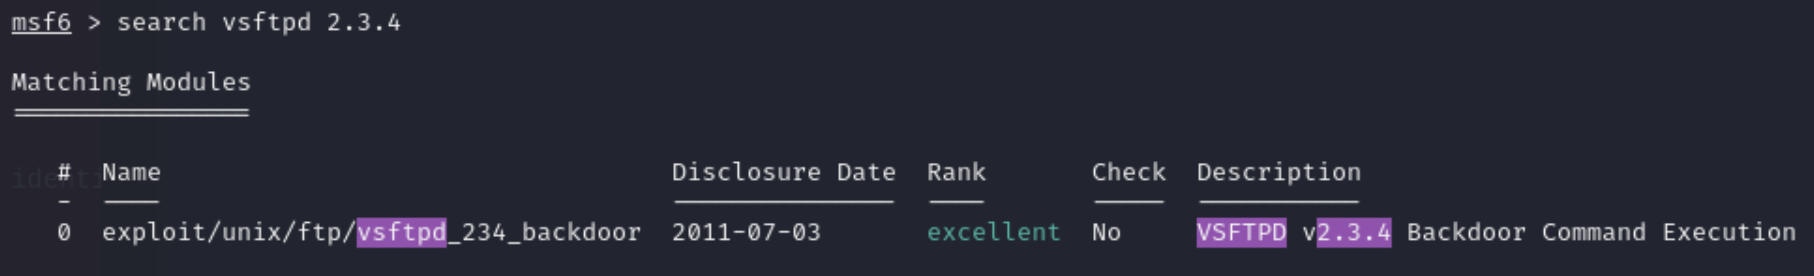 msf6 > search vsftpd 2.3.4
Matching Modules
================
# Name Disclosure Date Rank Check Description
- ---- --------------- ---- ----- -----------
0 exploit/unix/ftp/vsftpd_234_backdoor 2011-07-03 excellent No VSFTPD v2.3.4 Backdoor Command Execution